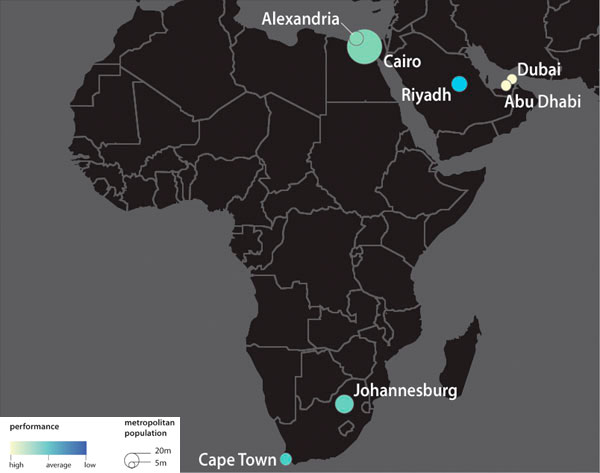 Alexandria
Cairo
Dubai
Riyadh
Abu Dhabi
Johannesburg
Cape Town
performance
high average low
metropolitan
population
20m
5m